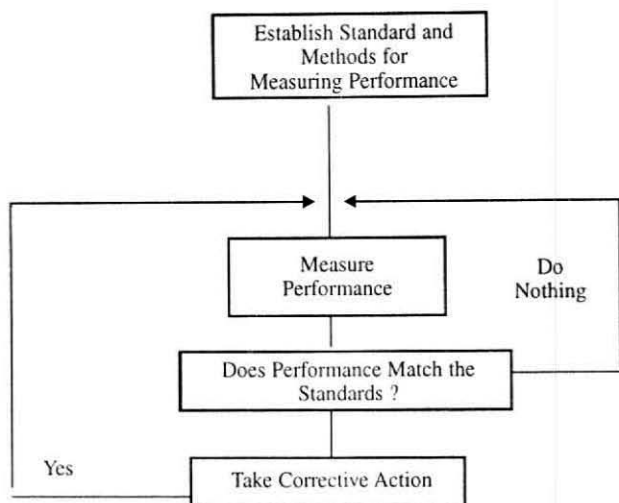 Establish Standard and
Methods for
Measuring Performance
Measure
Performance
Do
Nothing
Does Performance Match the
Standards ?
Yes
Take Corrective Action